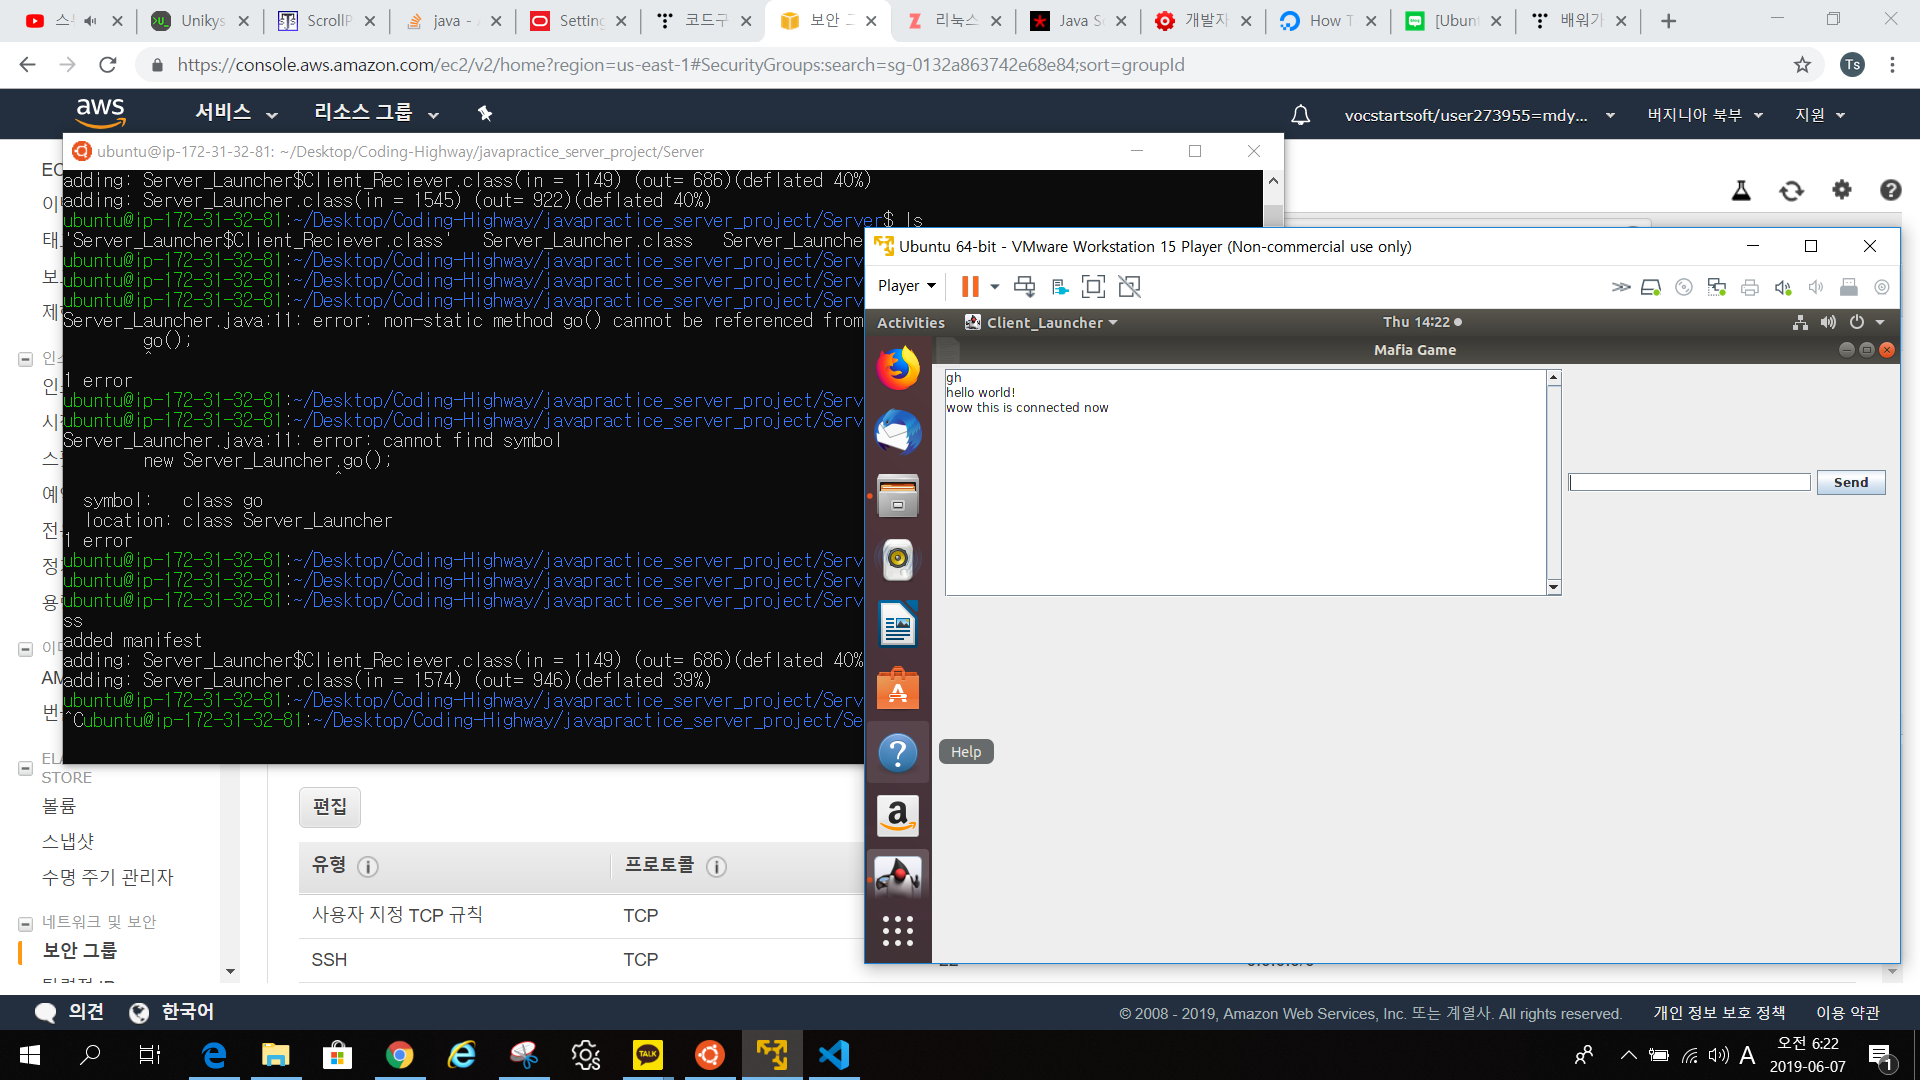 스
Unikys
ScrollP
java - A
Setting
코드구
보안 그
리눅스
Java Sc
개발자
How T
[Ubun
배워가
https://console.aws.amazon.com/ec2/v2/home?region=us-east-1#SecurityGroups:search=sg-0132a863742e68e84;sort=groupId
Ts
aws
서비스
리소스 그룹
vocstartsoft/user273955=mdy...
버지니아 북부
지원
ubuntu@ip-172-31-32-81: ~/Desktop/Coding-Highway/javapractice_server_project/Server
adding: Server_Launcher$Client_Reciever.class(in = 1149) (out= 686)(deflated 40%)
adding: Server_Launcher.class(in = 1545) (out= 922)(deflated 40%)
ubuntu@ip-172-31-32-81:~/Desktop/Coding-Highway/javapractice_server_project/Server$ ls
'Server_Launcher$Client_Reciever.class'   Server_Launcher.class   Server_Launche
ubuntu@ip-172-31-32-81:~/Desktop/Coding-Highway/javapractice_server_project/Serv
ubuntu@ip-172-31-32-81:~/Desktop/Coding-Highway/javapractice_server_project/Serv
ubuntu@ip-172-31-32-81:~/Desktop/Coding-Highway/javapractice_server_project/Serv
Server_Launcher.java:11: error: non-static method go() cannot be referenced from
go();
^
1 error
ubuntu@ip-172-31-32-81:~/Desktop/Coding-Highway/javapractice_server_project/Serv
ubuntu@ip-172-31-32-81:~/Desktop/Coding-Highway/javapractice_server_project/Serv
Server_Launcher.java:11: error: cannot find symbol
new Server_Launcher.go();
^
symbol:   class go
location: class Server_Launcher
1 error
ubuntu@ip-172-31-32-81:~/Desktop/Coding-Highway/javapractice_server_project/Serv
ubuntu@ip-172-31-32-81:~/Desktop/Coding-Highway/javapractice_server_project/Serv
ubuntu@ip-172-31-32-81:~/Desktop/Coding-Highway/javapractice_server_project/Serv
ss
added manifest
adding: Server_Launcher$Client_Reciever.class(in = 1149) (out= 686)(deflated 40%
adding: Server_Launcher.class(in = 1574) (out= 946)(deflated 39%)
ubuntu@ip-172-31-32-81:~/Desktop/Coding-Highway/javapractice_server_project/Serv
^Cubuntu@ip-172-31-32-81:~/Desktop/Coding-Highway/javapractice_server_project/Se
Ubuntu 64-bit - VMware Workstation 15 Player (Non-commercial use only)
Player
Activities
Client_Launcher
Thu 14:22
Mafia Game
gh
hello world!
wow this is connected now
Send
Help
STORE
볼륨
스냅샷
수명 주기 관리자
네트워크 및 보안
보안 그룹
편집
유형
프로토콜
사용자 지정 TCP 규칙
TCP
SSH
TCP
의견
한국어
© 2008 - 2019, Amazon Web Services, Inc. 또는 계열사. All rights reserved.
개인 정보 보호 정책
이용 약관
TALK
A
오전 6:22
2019-06-07
1